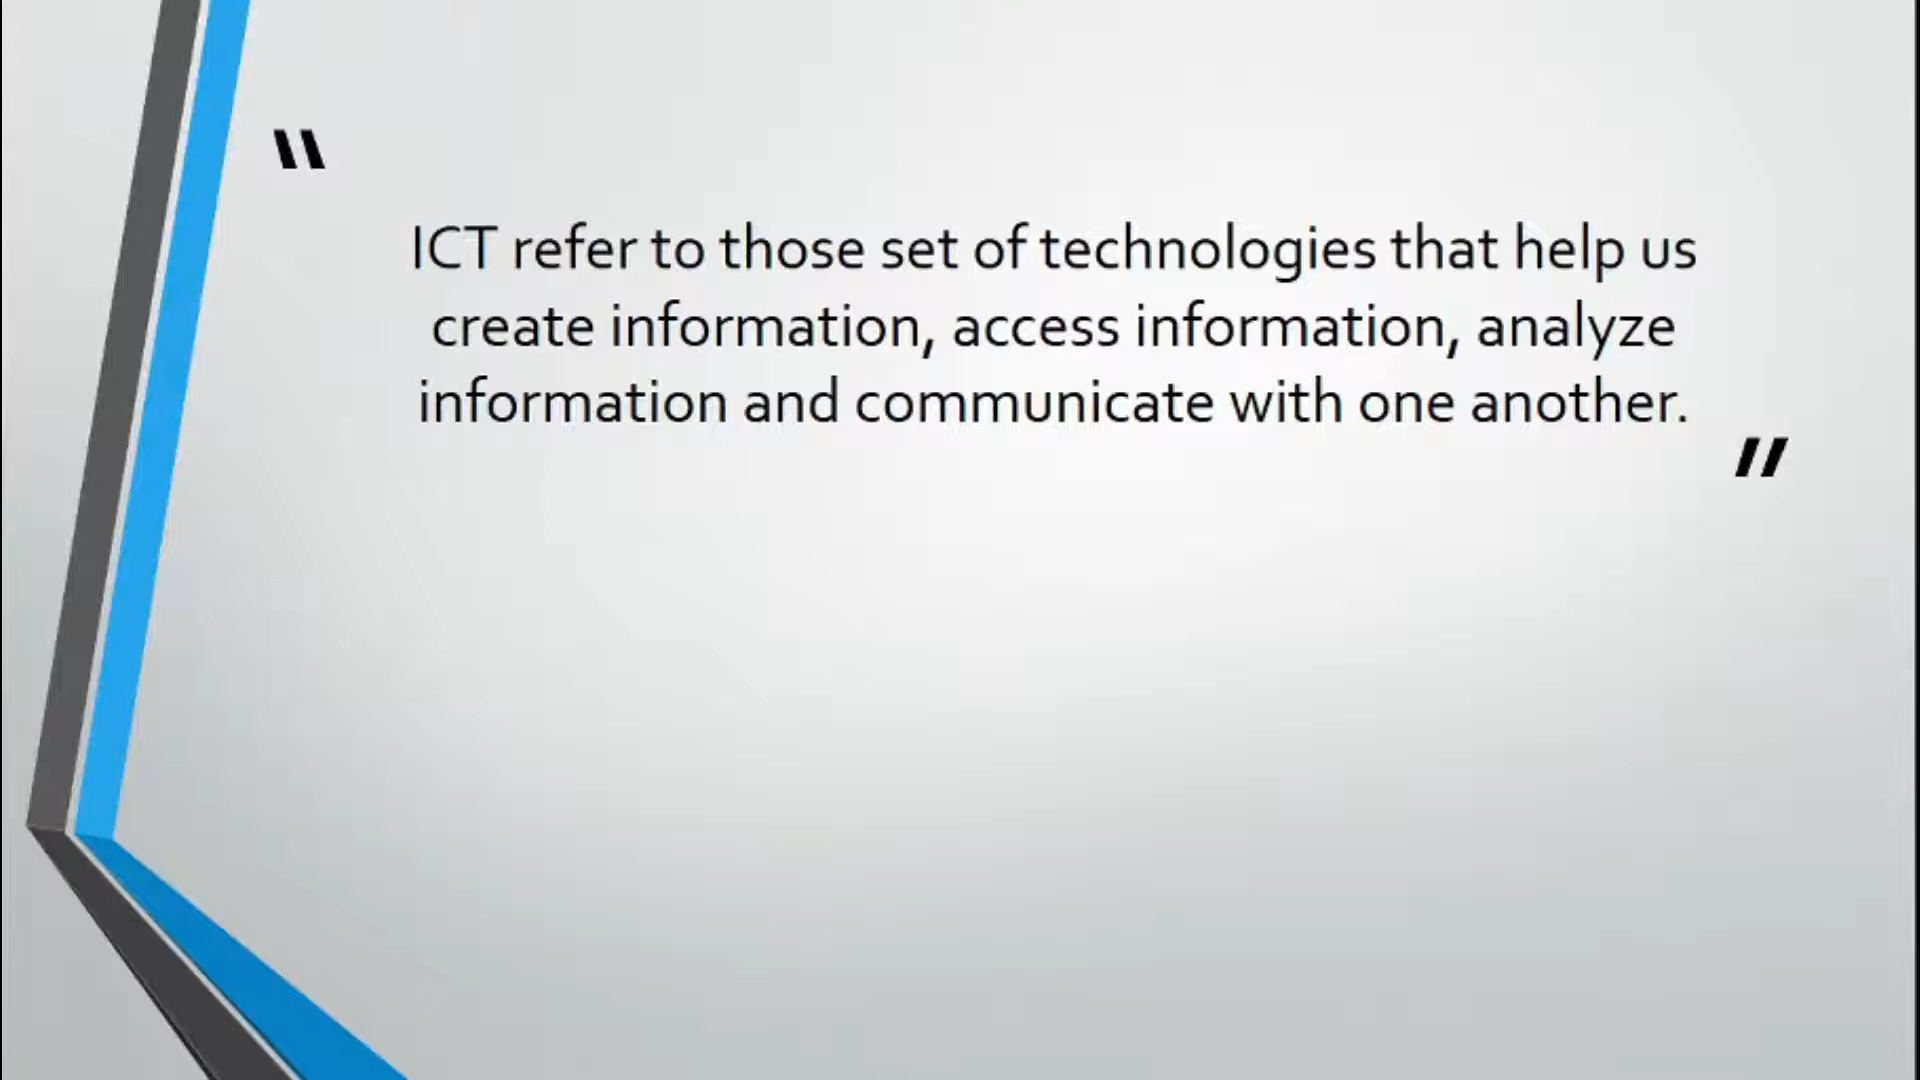 “
ICT refer to those set of technologies that help us
create information, access information, analyze
information and communicate with one another.
”